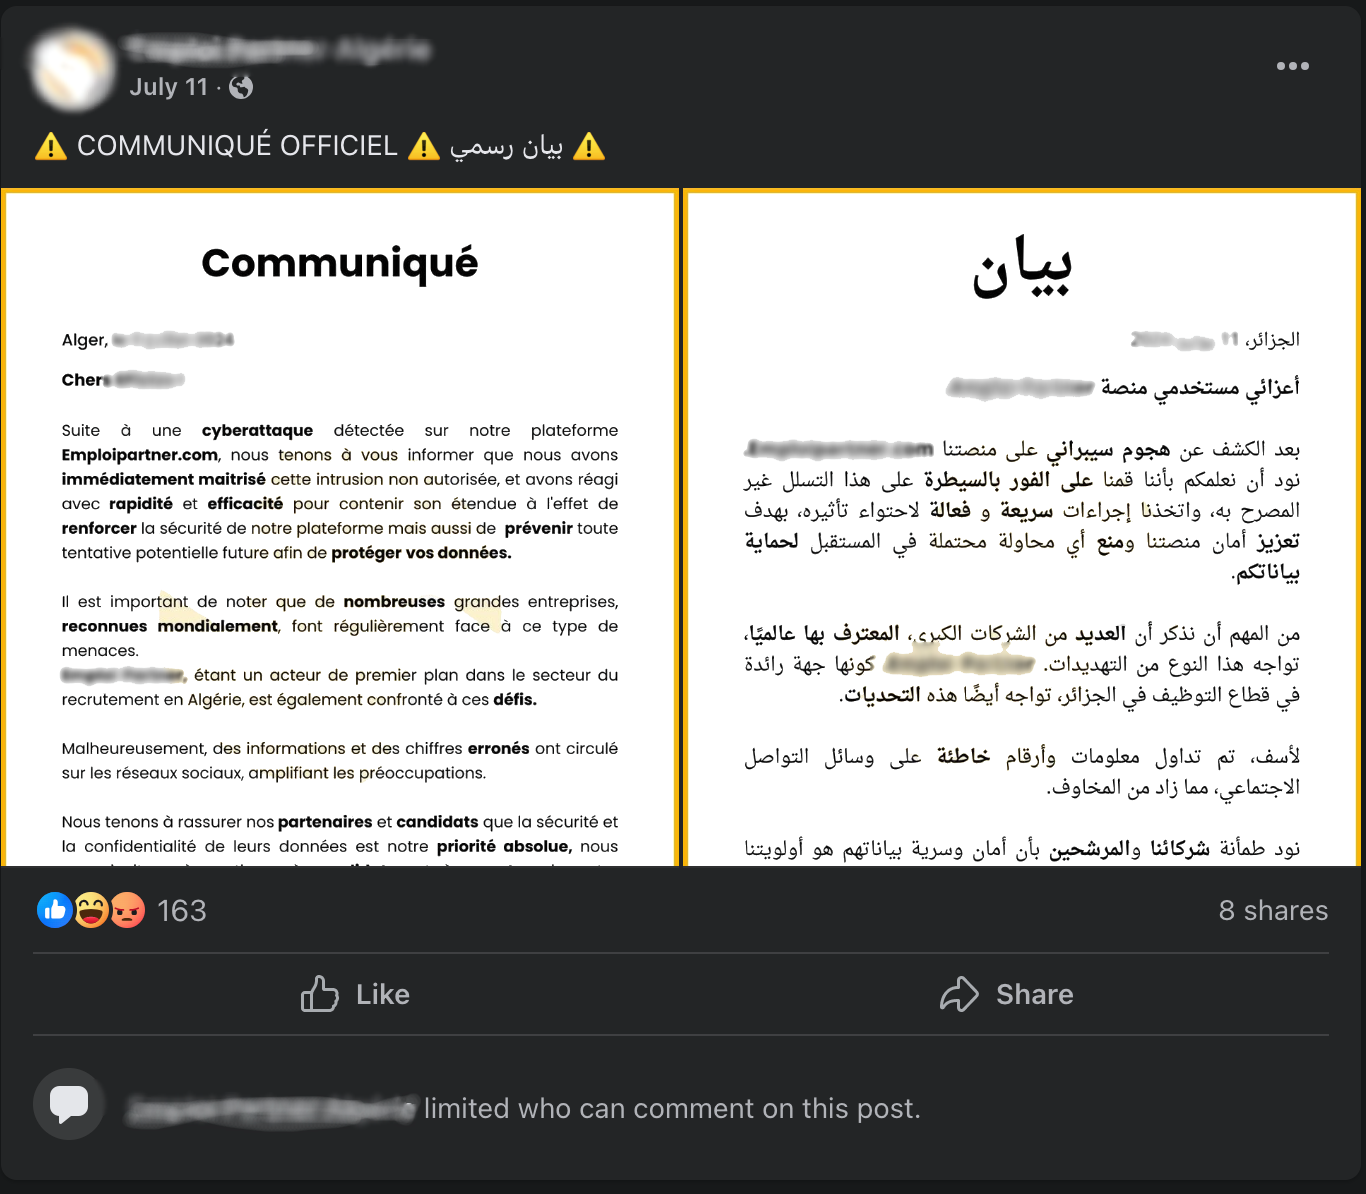 July 11 ·
⚠️ COMMUNIQUÉ OFFICIEL ⚠️ بيان رسمي ⚠️
Communiqué
Alger,
Chers
Suite à une cyberattaque détectée sur notre plateforme
Emploipartner.com, nous tenons à vous informer que nous avons
immédiatement maitrisé cette intrusion non autorisée, et avons réagi
avec rapidité et efficacité pour contenir son étendue à l'effet de
renforcer la sécurité de notre plateforme mais aussi de prévenir toute
tentative potentielle future afin de protéger vos données.
Il est important de noter que de nombreuses grandes entreprises,
reconnues mondialement, font régulièrement face à ce type de
menaces.
, étant un acteur de premier plan dans le secteur du
recrutement en Algérie, est également confronté à ces défis.
Malheureusement, des informations et des chiffres erronés ont circulé
sur les réseaux sociaux, amplifiant les préoccupations.
Nous tenons à rassurer nos partenaires et candidats que la sécurité et
la confidentialité de leurs données est notre priorité absolue, nous
بيان
الجزائر، 11
أعزائي مستخدمي منصة
بعد الكشف عن هجوم سيبراني على منصتنا
نود أن نعلمكم بأننا قمنا على الفور بالسيطرة على هذا التسلل غير
المصرح به، واتخذنا إجراءات سريعة و فعالة لاحتواء تأثيره، بهدف
تعزيز أمان منصتنا ومنع أي محاولة محتملة في المستقبل لحماية
بياناتكم.
من المهم أن نذكر أن العديد من الشركات الكبرى، المعترف بها عالميًا،
تواجه هذا النوع من التهديدات. كونها جهة رائدة
في قطاع التوظيف في الجزائر، تواجه أيضًا هذه التحديات.
لأسف، تم تداول معلومات وأرقام خاطئة على وسائل التواصل
الاجتماعي، مما زاد من المخاوف.
نود طمأنة شركائنا والمرشحين بأن أمان وسرية بياناتهم هو أولويتنا
163
8 shares
Like
Share
limited who can comment on this post.